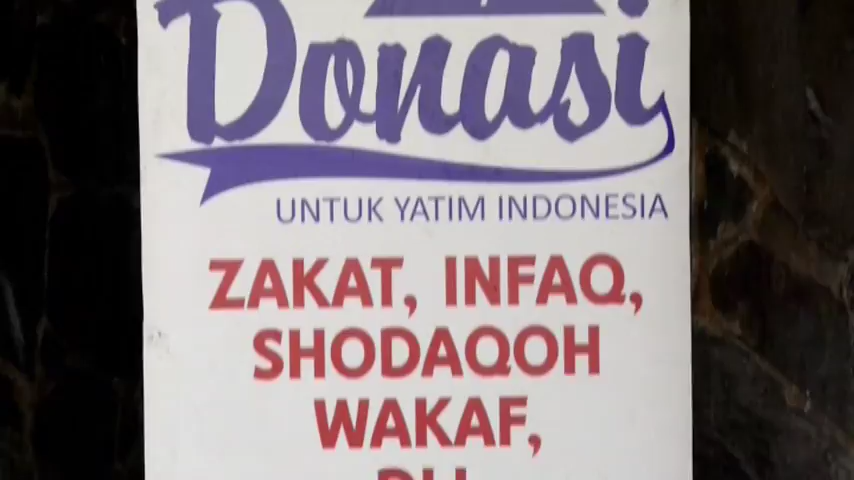 Donasi
UNTUK YATIM INDONESIA
ZAKAT, INFAQ,
SHODAQOH
WAKAF,